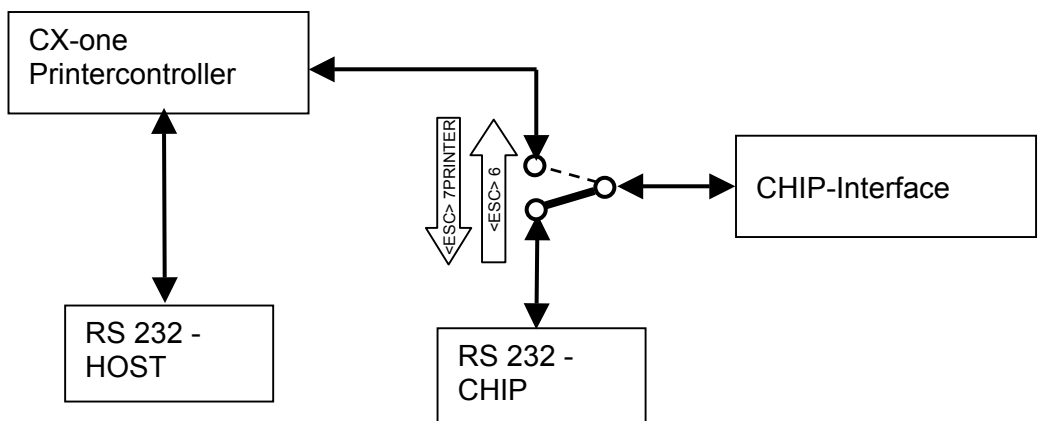 CX-one
Printercontroller
<ESC> 7PRINTER
<ESC> 6
CHIP-Interface
RS 232 -
HOST
RS 232 -
CHIP